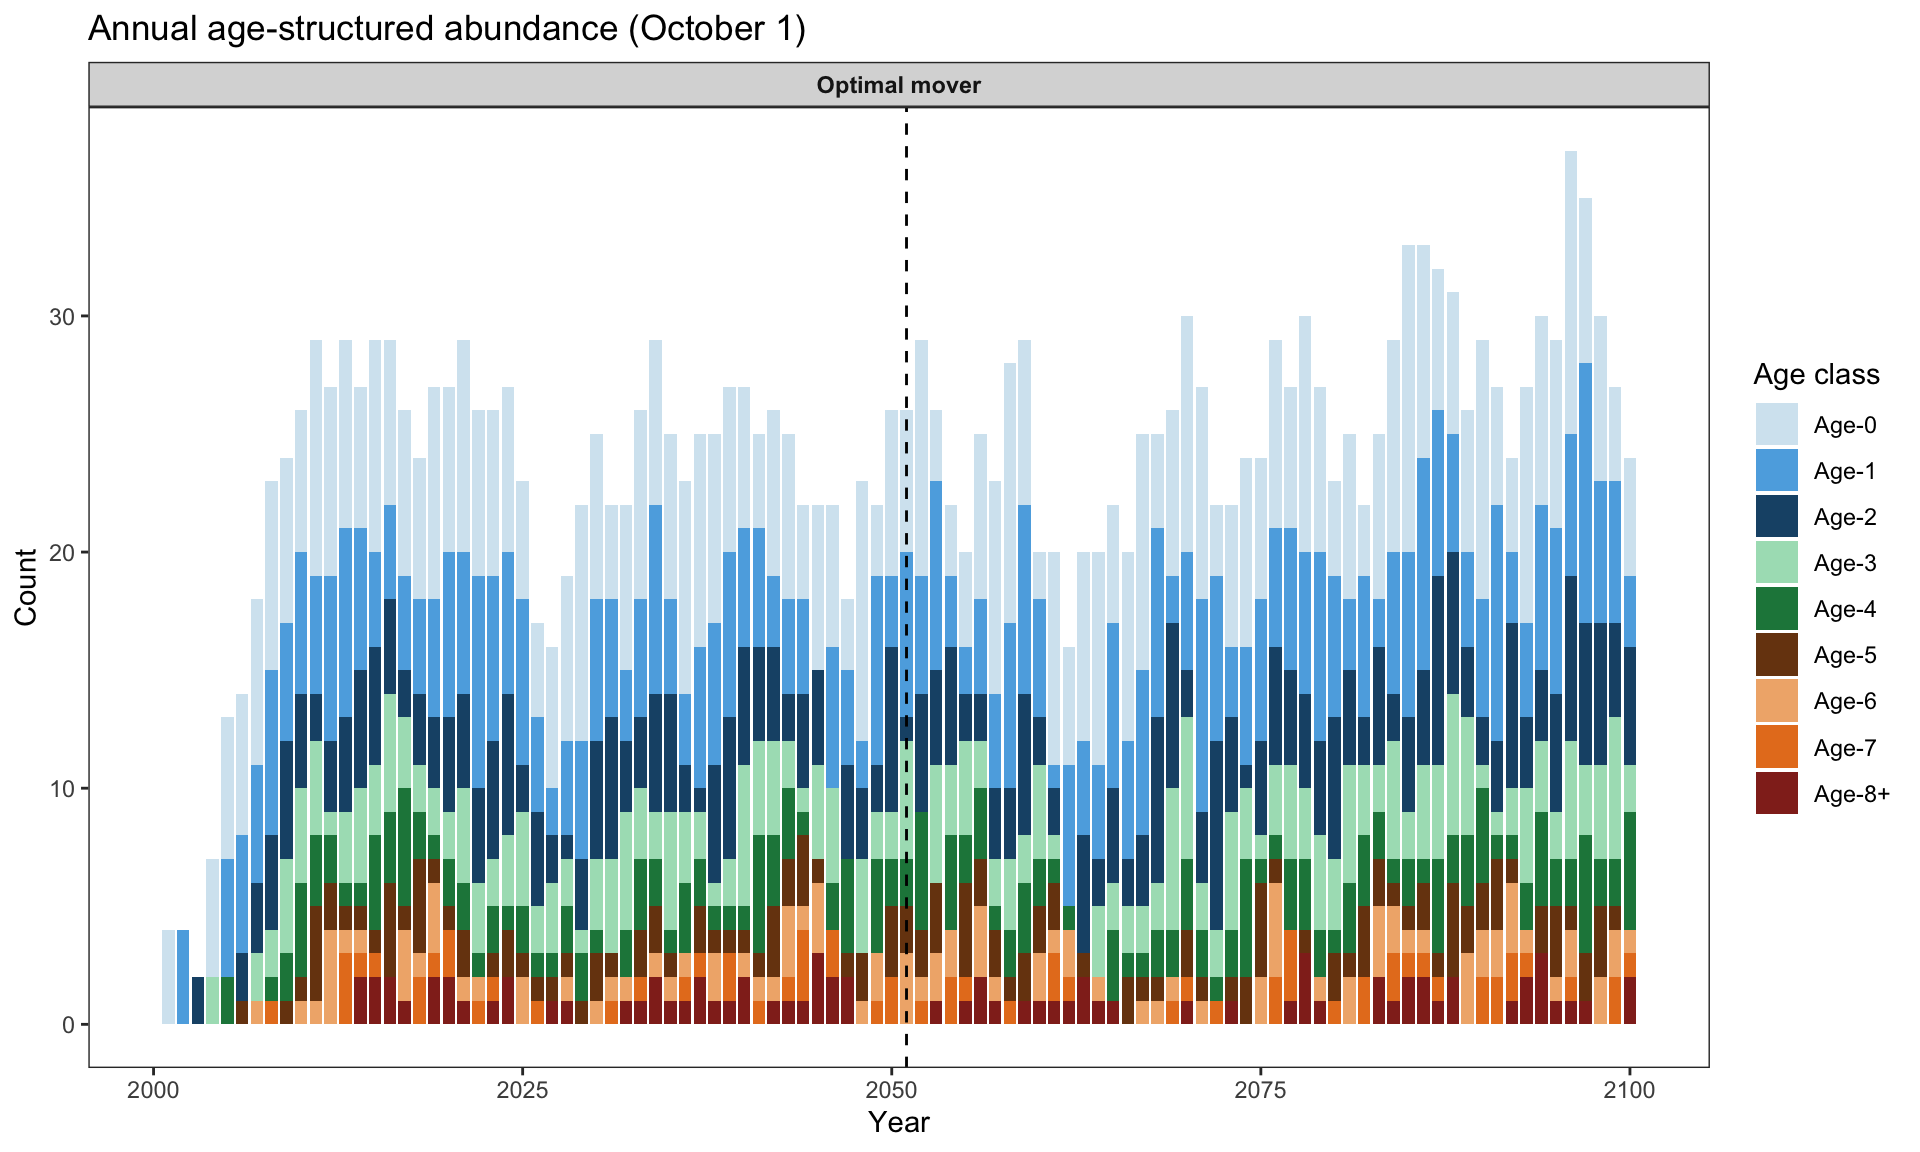 Annual age-structured abundance (October 1)
Optimal mover
Count
30
20
10
0
2000
2025
2050
2075
2100
Year
Age class
Age-0
Age-1
Age-2
Age-3
Age-4
Age-5
Age-6
Age-7
Age-8+